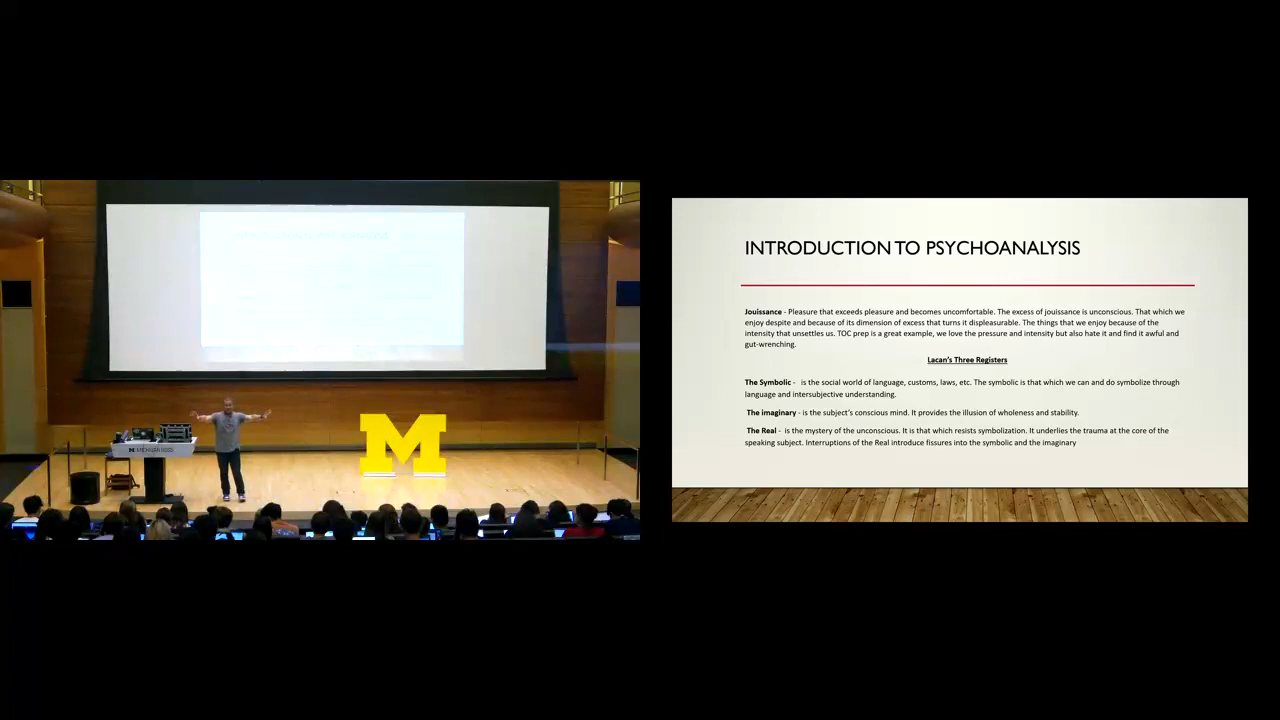 INTRODUCTION TO PSYCHOANALYSIS
Jouissance - Pleasure that exceeds pleasure and becomes uncomfortable. The excess of jouissance is unconscious. That which we
enjoy despite and because of its dimension of excess that turns it displeasurable. The things that we enjoy because of the
intensity that unsettles us. TOC prep is a great example, we love the pressure and intensity but also hate it and find it awful and
gut-wrenching.
Lacan's Three Registers
The Symbolic - is the social world of language, customs, laws, etc. The symbolic is that which we can and do symbolize through
language and intersubjective understanding.
The imaginary - is the subject's conscious mind. It provides the illusion of wholeness and stability.
The Real - is the mystery of the unconscious. It is that which resists symbolization. It underlies the trauma at the core of the
speaking subject. Interruptions of the Real introduce fissures into the symbolic and the imaginary
M
M MICHIGAN ROSS